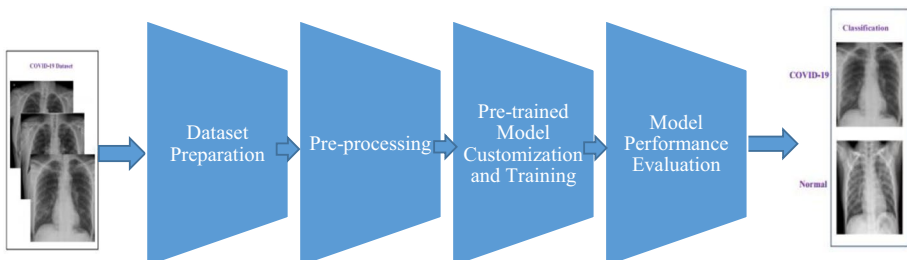 COVID-19 Dataset
Dataset
Preparation
Pre-processing
Pre-trained
Model
Customization
and Training
Model
Performance
Evaluation
Classification
COVID-19
Normal